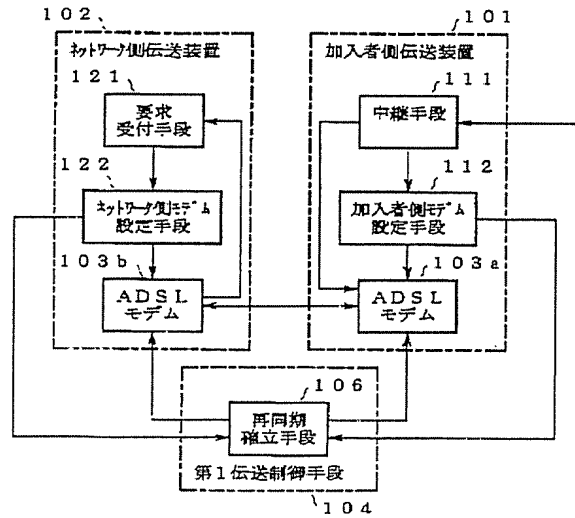 １０２
ネットワーク側伝送装置
１２１
要求
受付手段
１２２
ネットワーク側モデム
設定手段
１０３ｂ
ＡＤＳＬ
モデム
１０１
加入者側伝送装置
１１１
中継手段
１１２
加入者側モデム
設定手段
１０３ａ
ＡＤＳＬ
モデム
１０６
再同期
確立手段
第１伝送制御手段
１０４